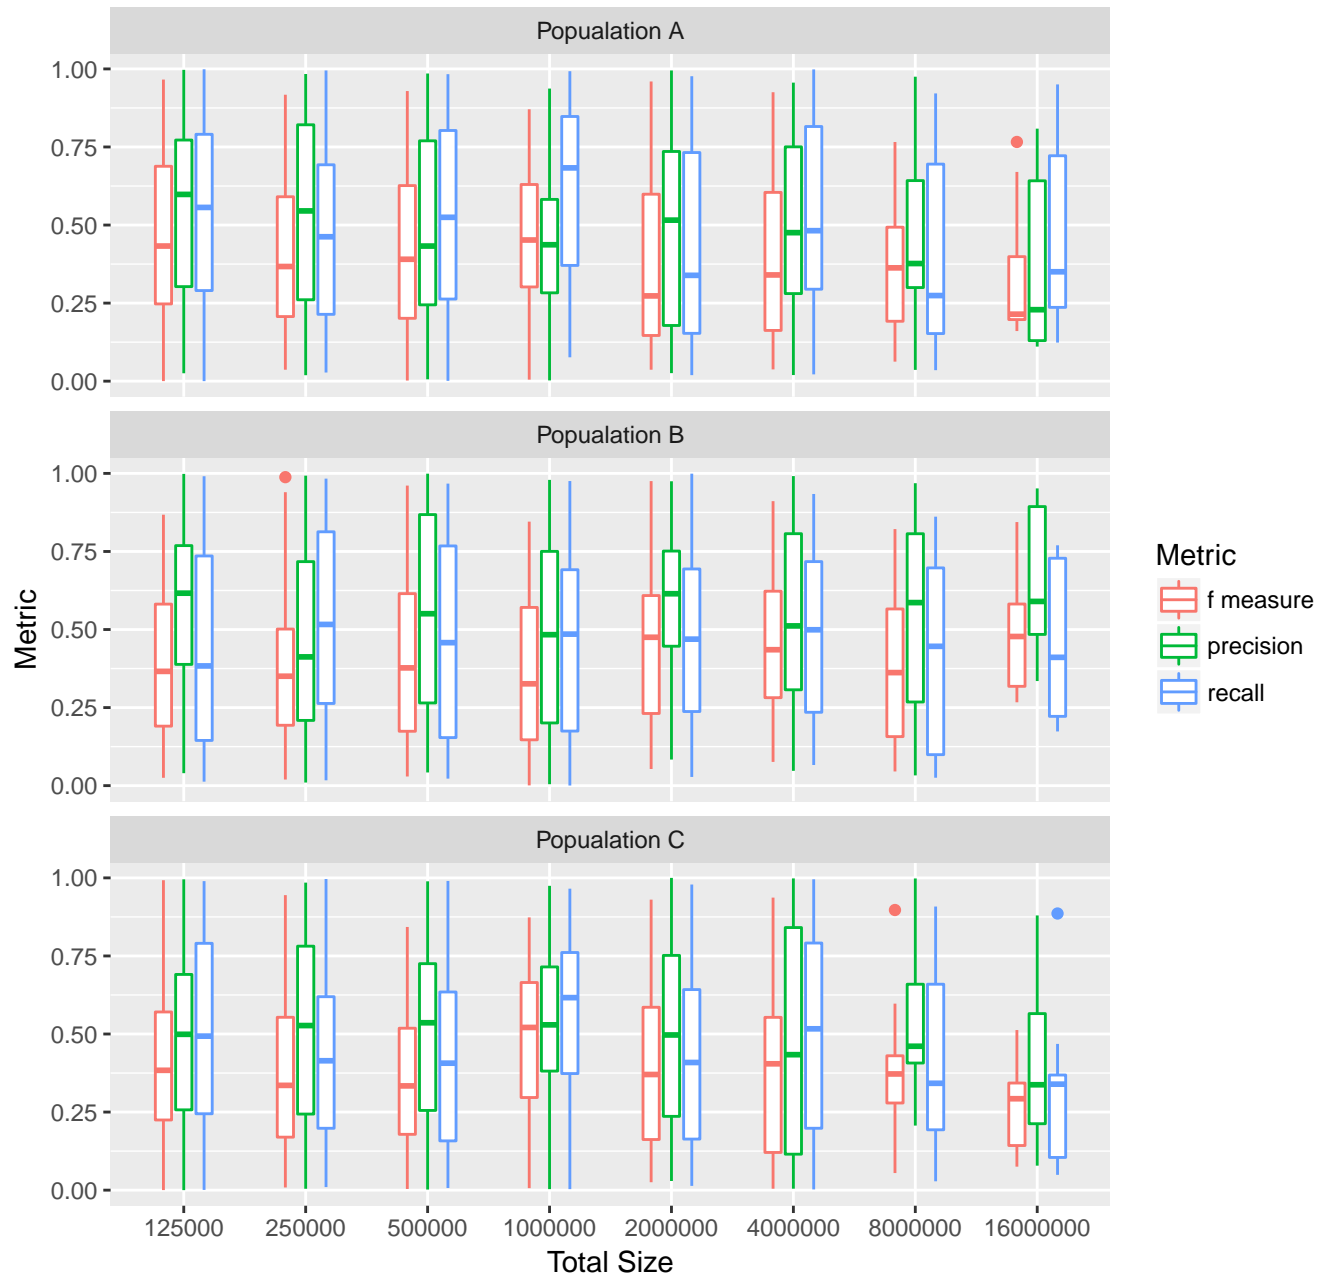 Popualation A
1.00
0.75
0.50
0.25
0.00
Popualation B
1.00
0.75
0.50
0.25
0.00
Popualation C
1.00
0.75
0.50
0.25
0.00
125000 250000 500000 1000000 2000000 4000000 8000000 16000000
Total Size
Metric
Metric
f measure
precision
recall